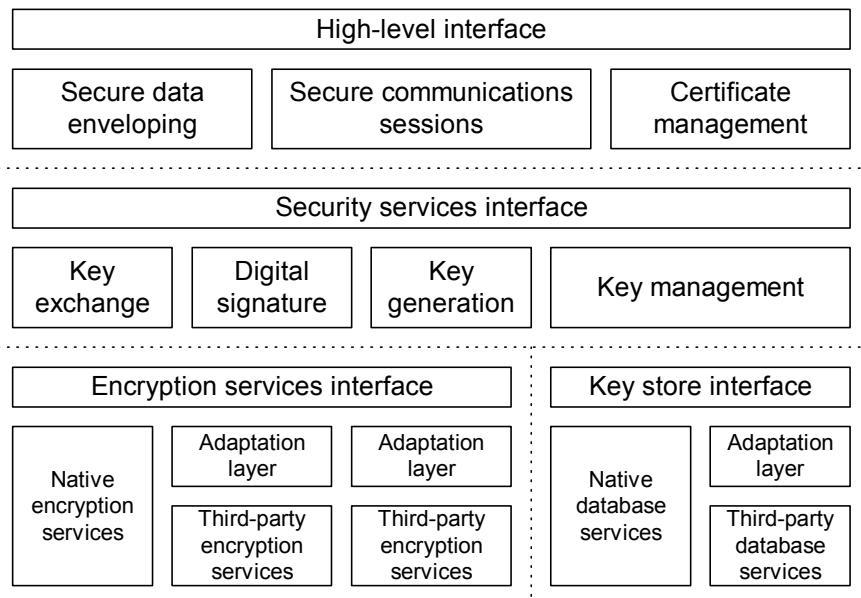 High-level interface
Secure data
enveloping
Secure communications
sessions
Certificate
management
Security services interface
Key
exchange
Digital
signature
Key
generation
Key management
Encryption services interface
Key store interface
Native
encryption
services
Adaptation
layer
Third-party
encryption
services
Adaptation
layer
Third-party
encryption
services
Native
database
services
Adaptation
layer
Third-party
database
services